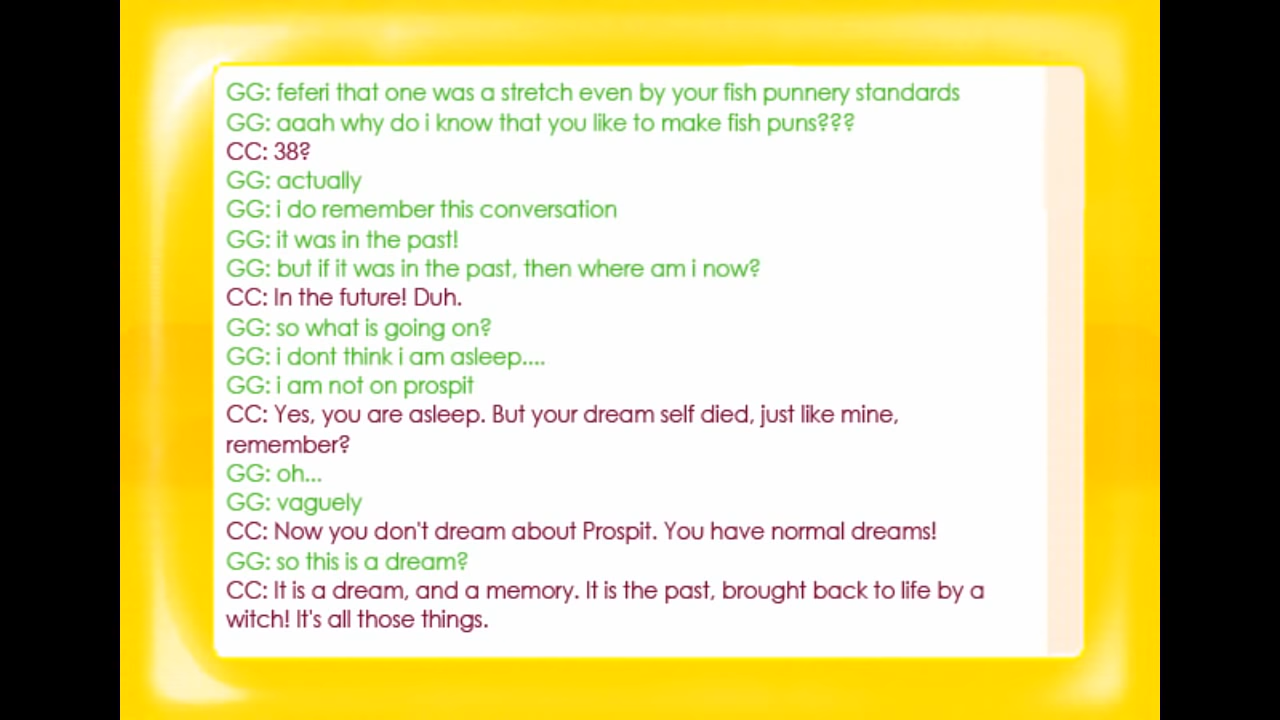 GG: feferi that one was a stretch even by your fish punnery standards
GG: aaah why do i know that you like to make fish puns???
CC: 38?
GG: actually
GG: i do remember this conversation
GG: it was in the past!
GG: but if it was in the past, then where am i now?
CC: In the future! Duh.
GG: so what is going on?
GG: i dont think i am asleep....
GG: i am not on prospit
CC: Yes, you are asleep. But your dream self died, just like mine,
remember?
GG: oh...
GG: vaguely
CC: Now you don't dream about Prospit. You have normal dreams!
GG: so this is a dream?
CC: It is a dream, and a memory. It is the past, brought back to life by a
witch! It's all those things.